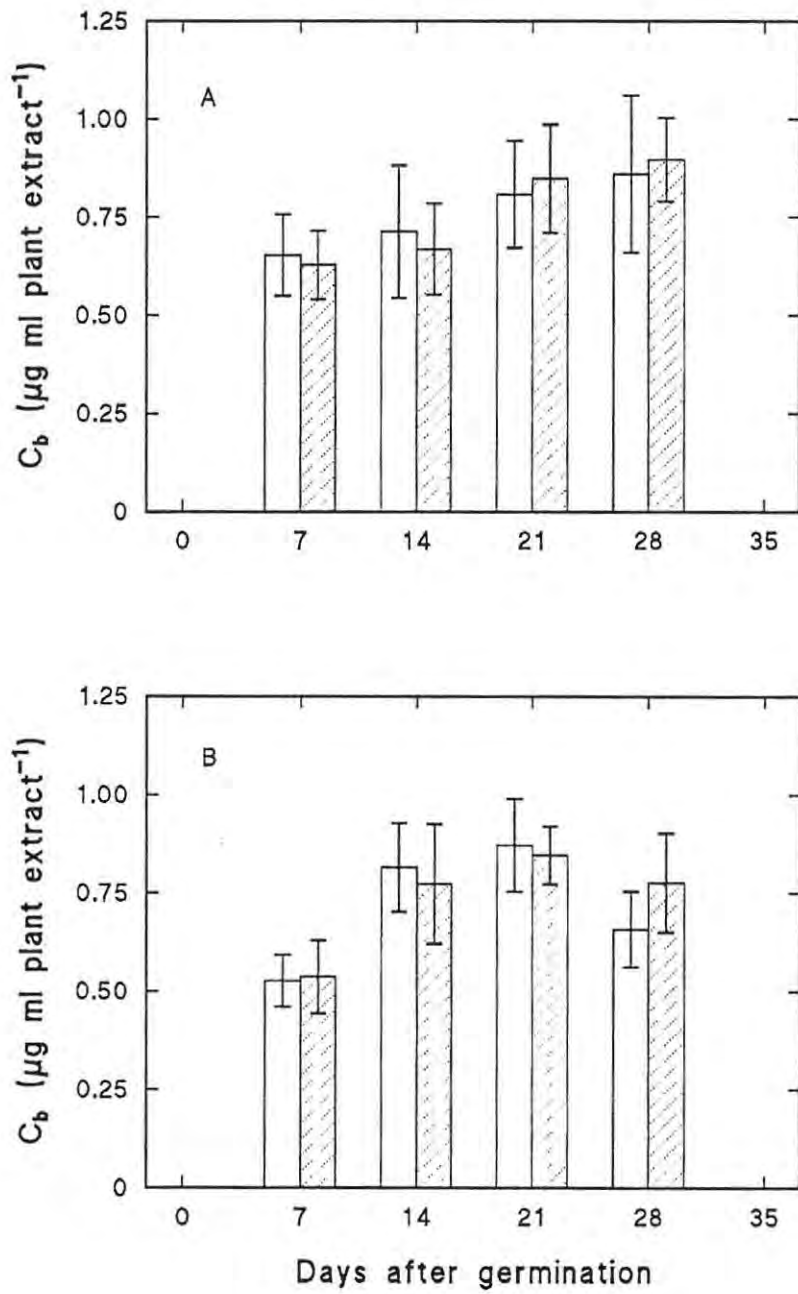 1.25
A
1.00
0.75
0.50
0.25
0
C_b (µg ml plant extract⁻¹)
0 7 14 21 28 35
1.25
B
1.00
0.75
0.50
0.25
0
C_b (µg ml plant extract⁻¹)
0 7 14 21 28 35
Days after germination